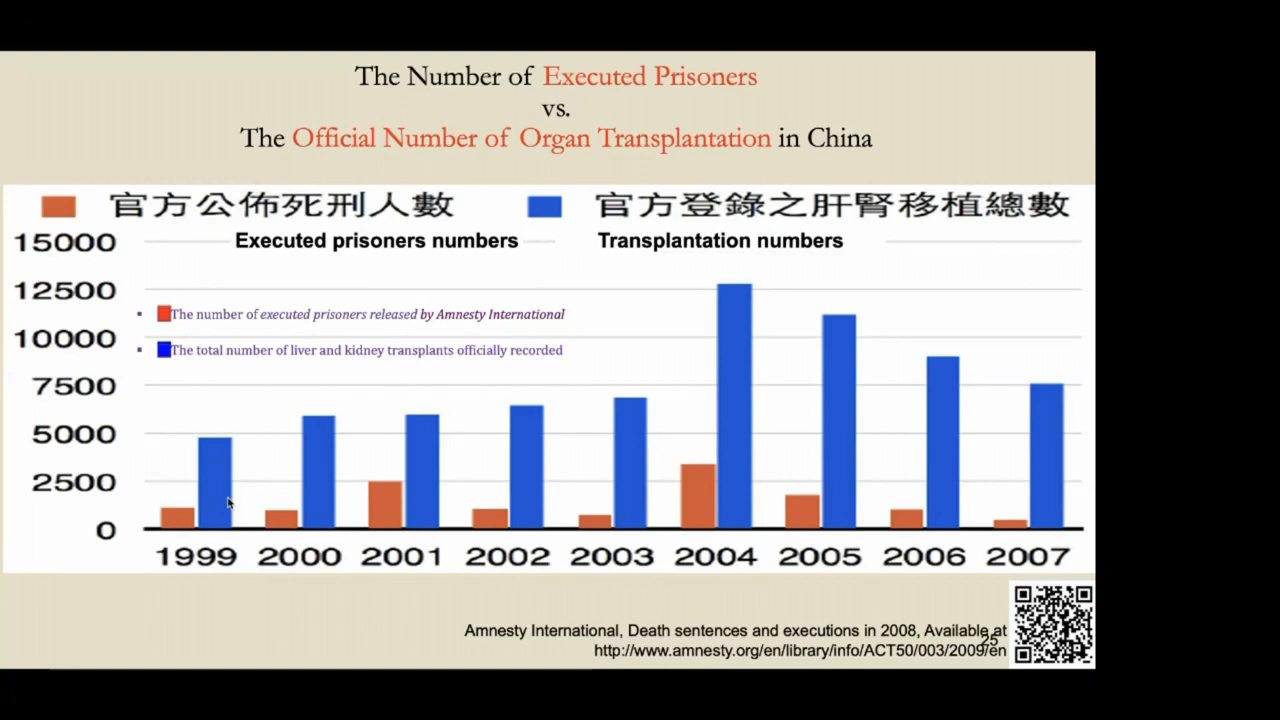 The Number of Executed Prisoners
vs.
The Official Number of Organ Transplantation in China
官方公佈死刑人數
官方登錄之肝腎移植總數
Executed prisoners numbers
Transplantation numbers
15000
12500
10000
7500
5000
2500
0
The number of executed prisoners released by Amnesty International
The total number of liver and kidney transplants officially recorded
1999 2000 2001 2002 2003 2004 2005 2006 2007
Amnesty International, Death sentences and executions in 2008, Available at
http://www.amnesty.org/en/library/info/ACT50/003/2009/en
25